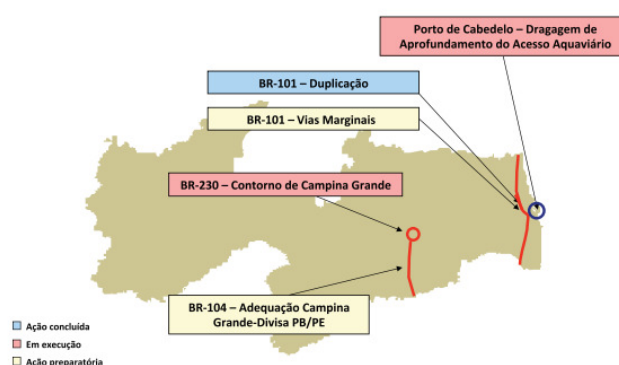 Porto de Cabedelo – Dragagem de
Aprofundamento do Acesso Aquaviário
BR-101 – Duplicação
BR-101 – Vias Marginais
BR-230 – Contorno de Campina Grande
BR-104 – Adequação Campina
Grande-Divisa PB/PE
Ação concluída
Em execução
Ação preparatória